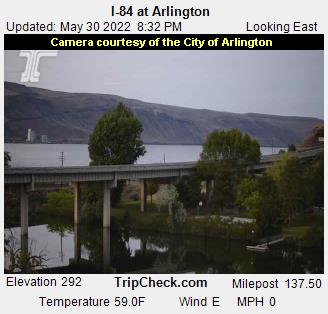 I-84 at Arlington
Updated: May 30 2022 8:32 PM Looking East
Camera courtesy of the City of Arlington
Elevation 292 TripCheck.com Milepost 137.50
Temperature 59.0F Wind E MPH 0